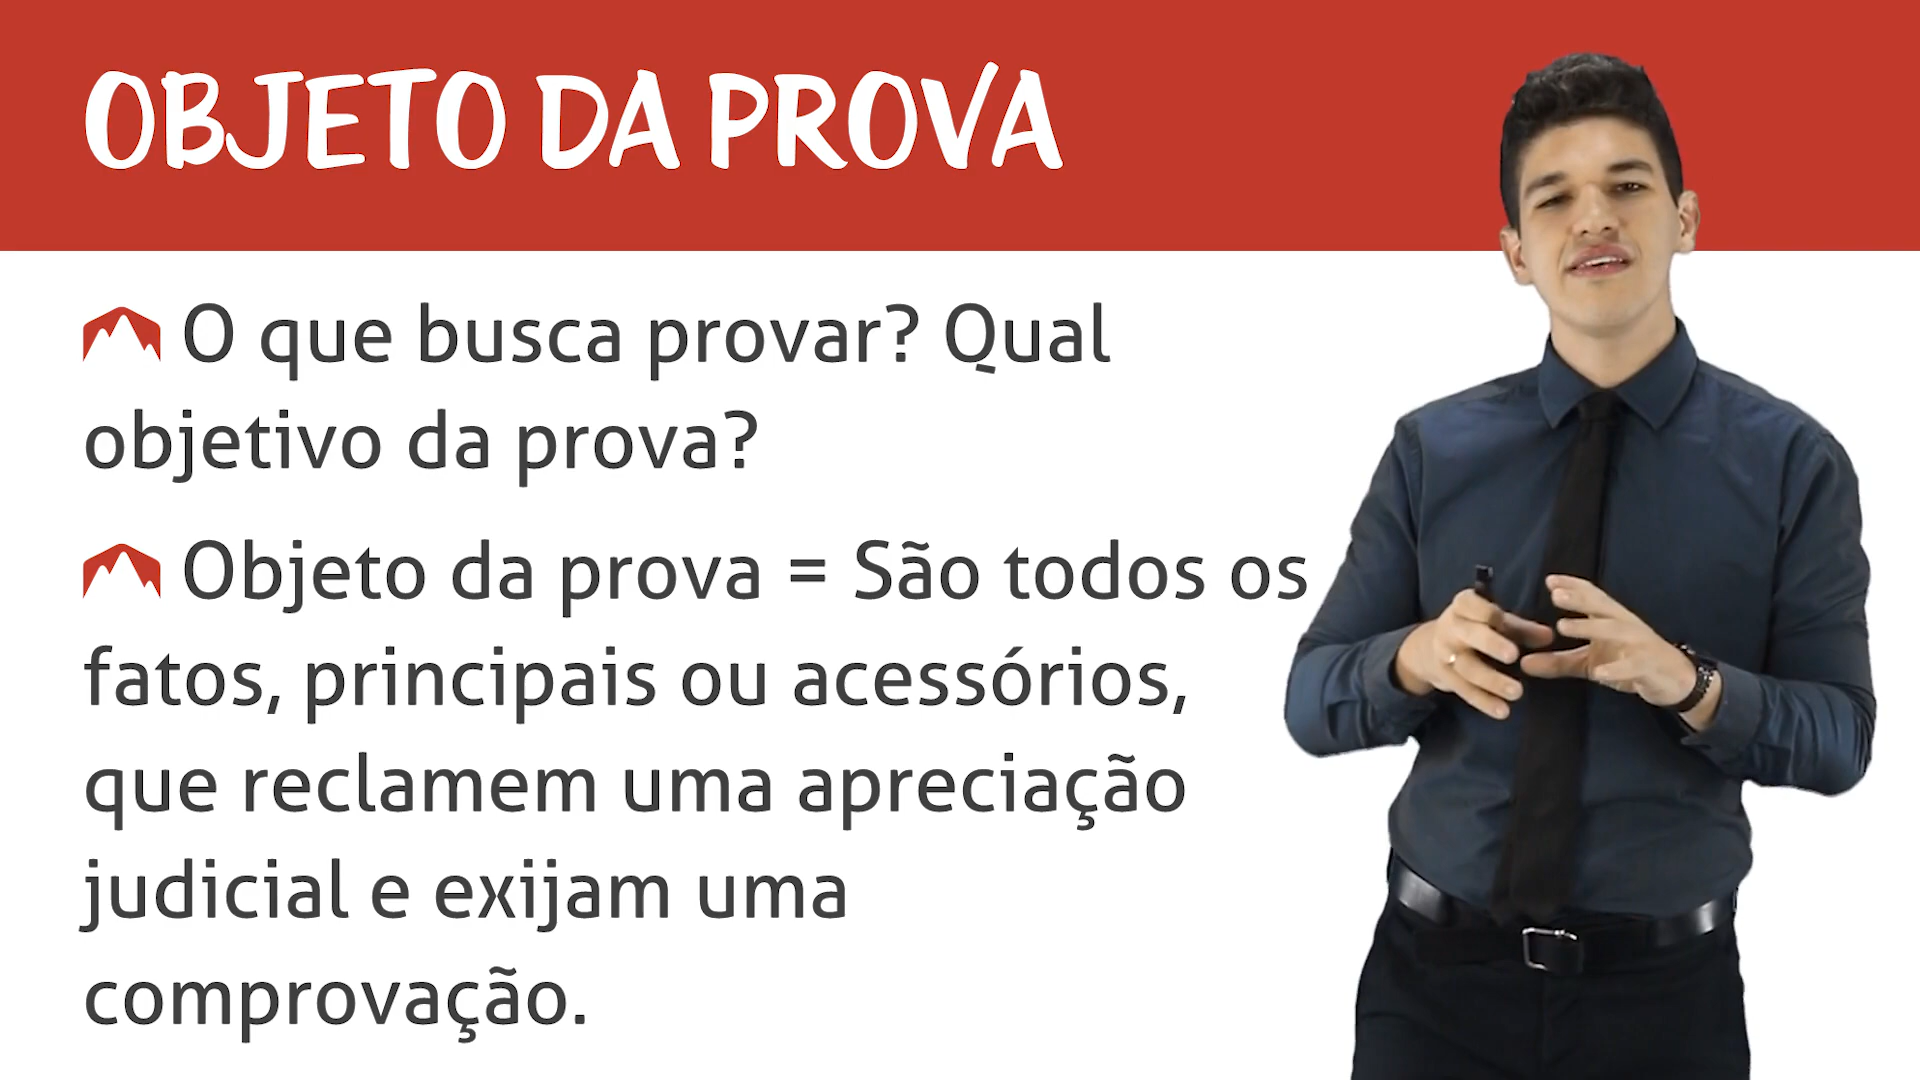 OBJETO DA PROVA
O que busca provar? Qual
objetivo da prova?
Objeto da prova = São todos os
fatos, principais ou acessórios,
que reclamem uma apreciação
judicial e exijam uma
comprovação.